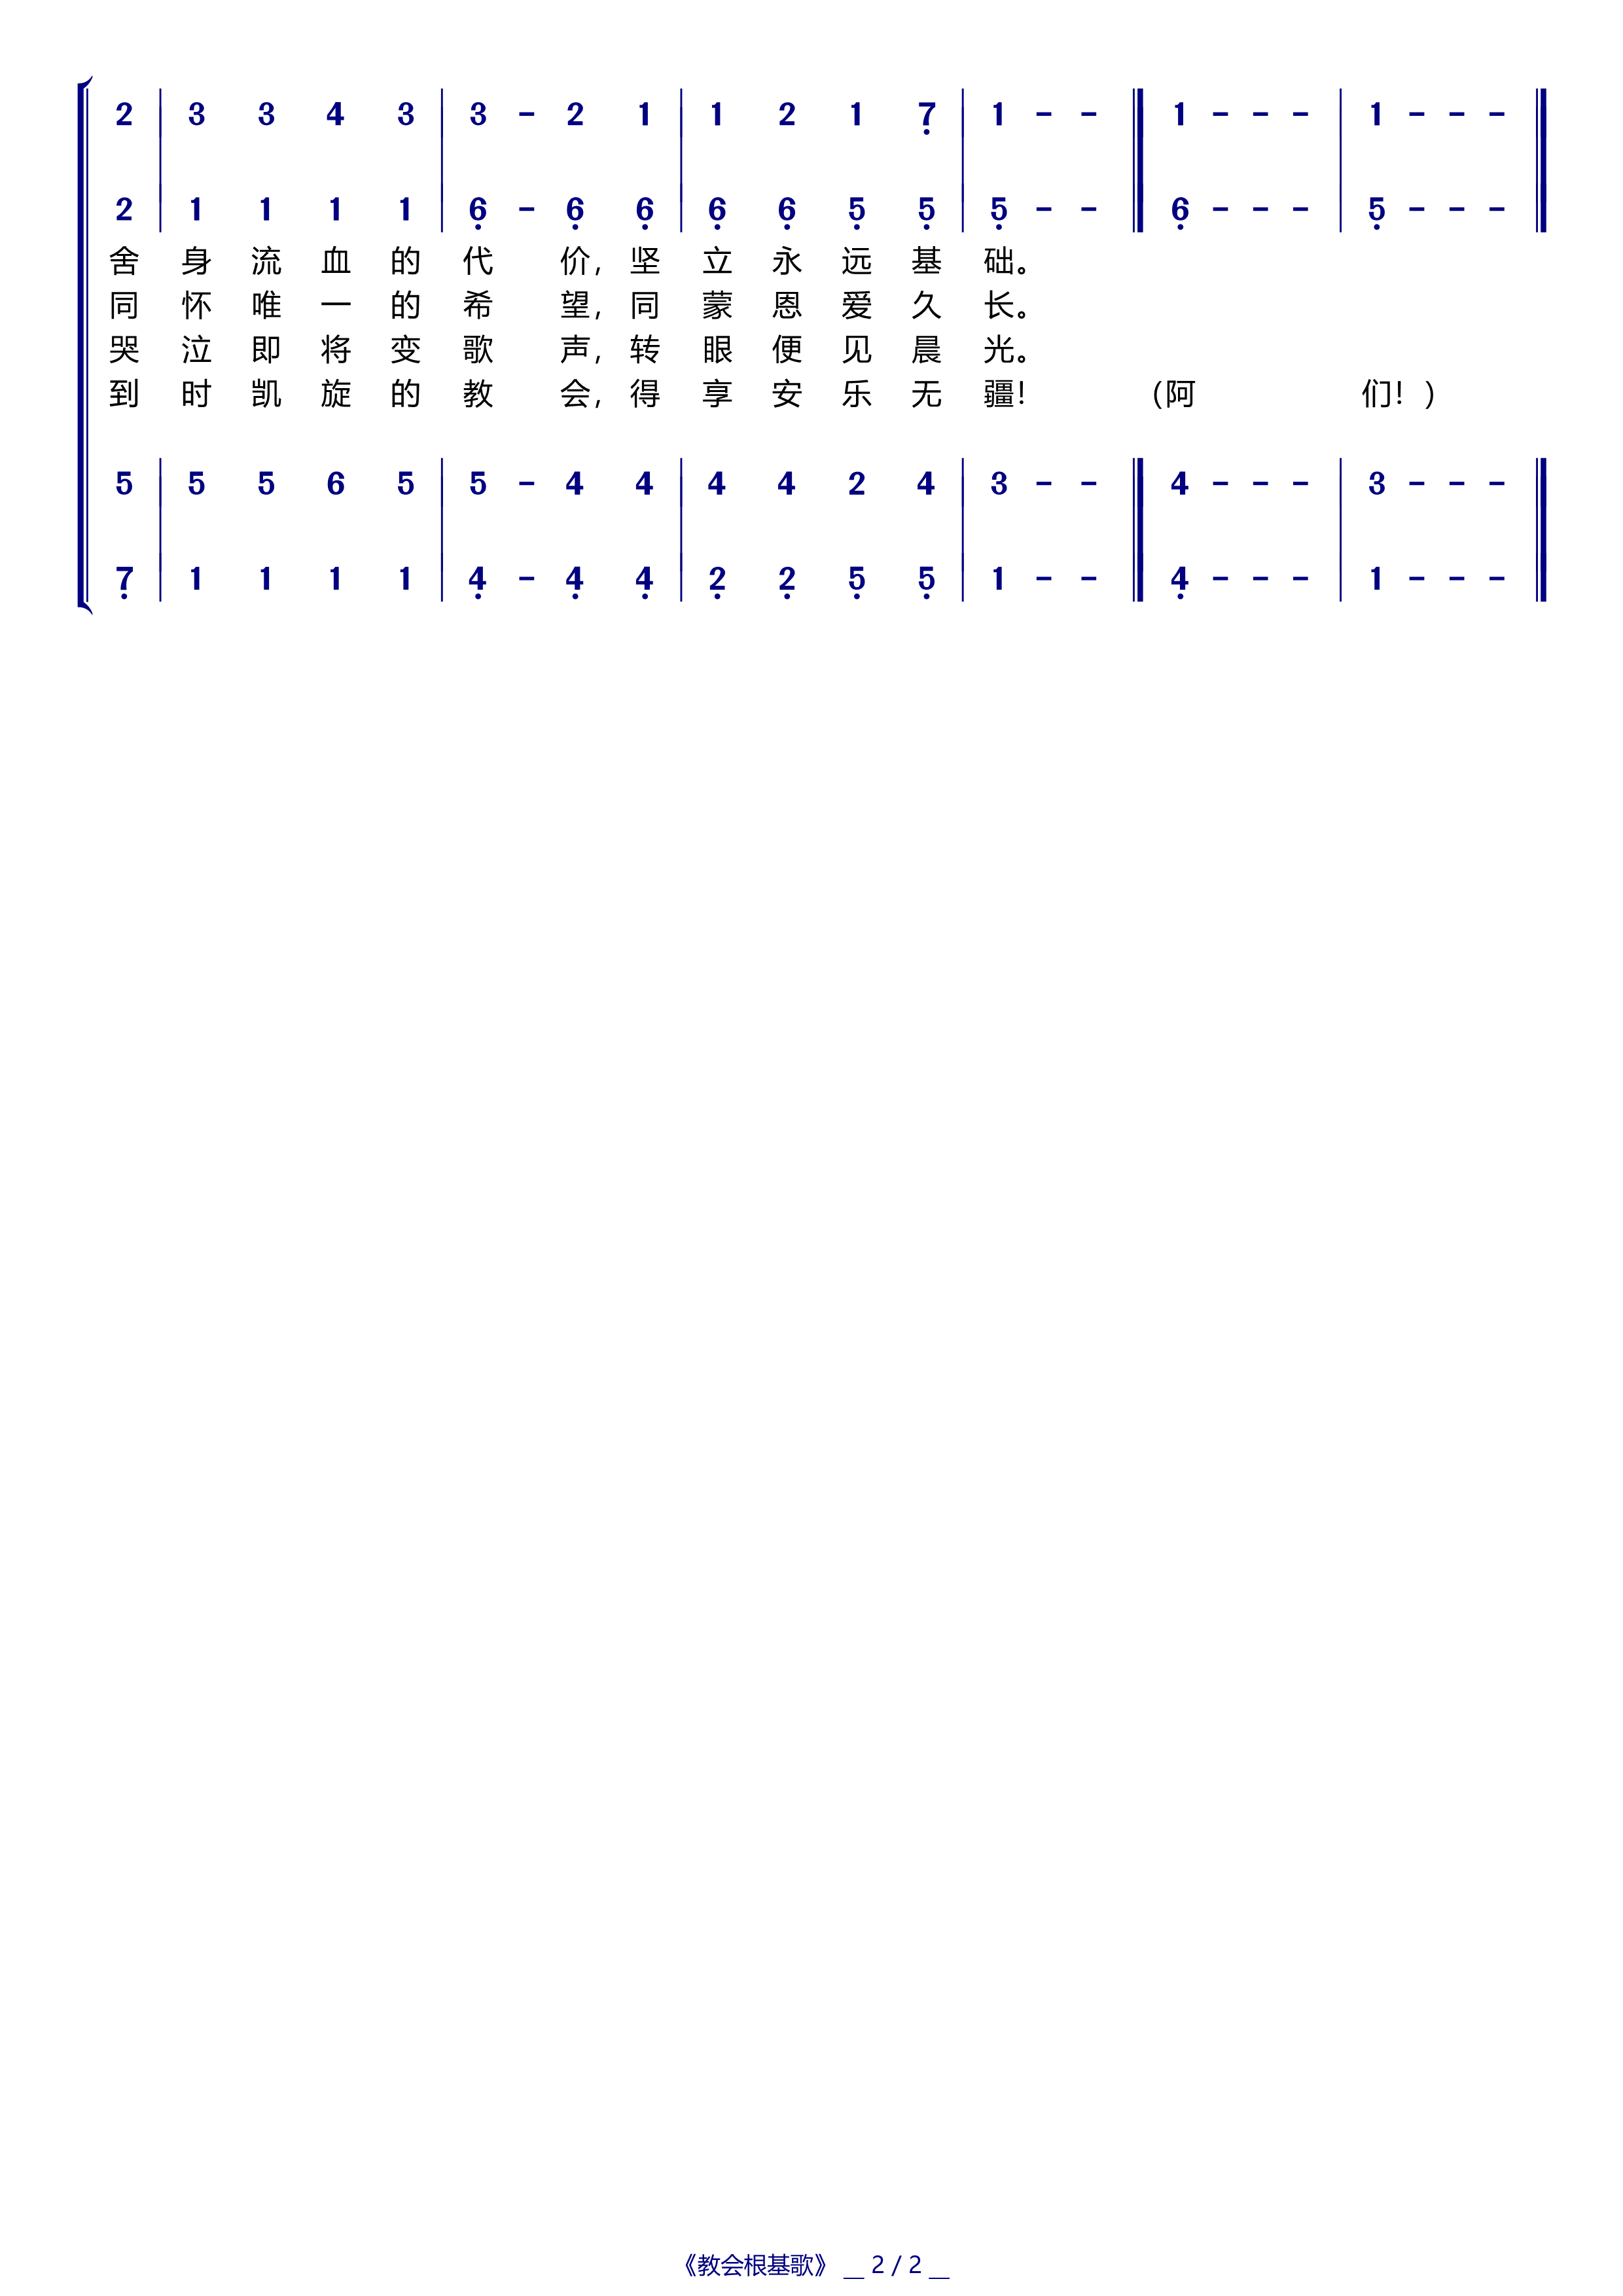 2 | 3 3 4 3 | 3 - 2 1 | 1 2 1 7̣ | 1 - - || 1 - - - | 1 - - - ||
2 | 1 1 1 1 | 6̣ - 6̣ 6̣ | 6̣ 6̣ 5̣ 5̣ | 5̣ - - || 6̣ - - - | 5̣ - - - ||
舍身流血的代价,坚立永远基础。
同怀唯一的希望,同蒙恩爱久长。
哭泣即将变歌声,转眼便见晨光。
到时凯旋的教会,得享安乐无疆! (阿们!)
5 | 5 5 6 5 | 5 - 4 4 | 4 4 2 4 | 3 - - || 4 - - - | 3 - - - ||
7̣ | 1 1 1 1 | 4̣ - 4̣ 4̣ | 2̣ 2̣ 5̣ 5̣ | 1 - - || 4̣ - - - | 1 - - - ||
《教会根基歌》 __ 2 / 2 __